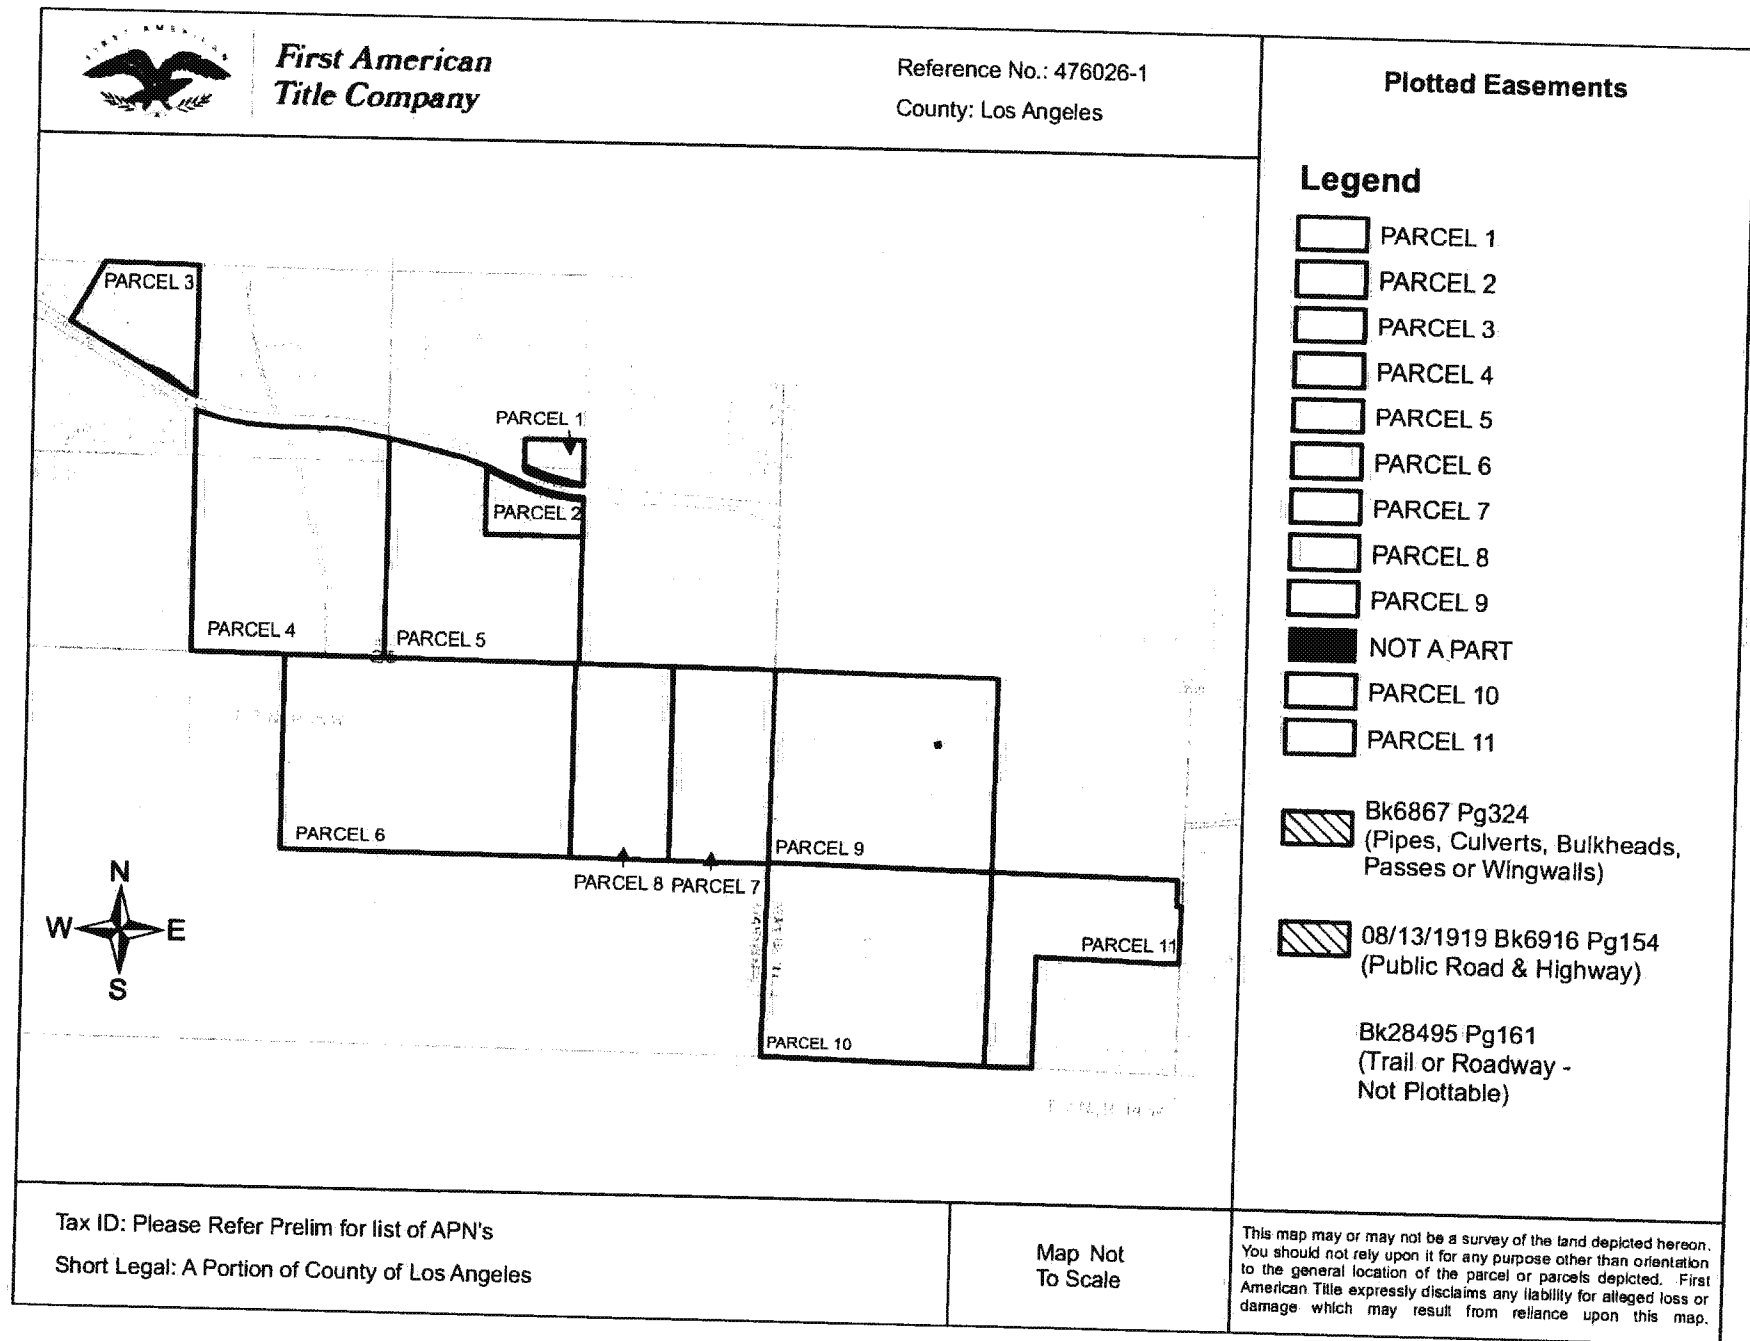 FIRST AMERICAN
First American
Title Company
Reference No.: 476026-1
County: Los Angeles
Plotted Easements
Legend
PARCEL 1
PARCEL 2
PARCEL 3
PARCEL 4
PARCEL 5
PARCEL 6
PARCEL 7
PARCEL 8
PARCEL 9
NOT A PART
PARCEL 10
PARCEL 11
Bk6867 Pg324
(Pipes, Culverts, Bulkheads,
Passes or Wingwalls)
08/13/1919 Bk6916 Pg154
(Public Road & Highway)
Bk28495 Pg161
(Trail or Roadway -
Not Plottable)
PARCEL 3
PARCEL 1
PARCEL 2
PARCEL 4
PARCEL 5
PARCEL 6
PARCEL 9
PARCEL 8
PARCEL 7
PARCEL 11
PARCEL 10
N
W
E
S
Tax ID: Please Refer Prelim for list of APN's
Short Legal: A Portion of County of Los Angeles
Map Not
To Scale
This map may or may not be a survey of the land depicted hereon.
You should not rely upon it for any purpose other than orientation
to the general location of the parcel or parcels depicted. First
American Title expressly disclaims any liability for alleged loss or
damage which may result from reliance upon this map.